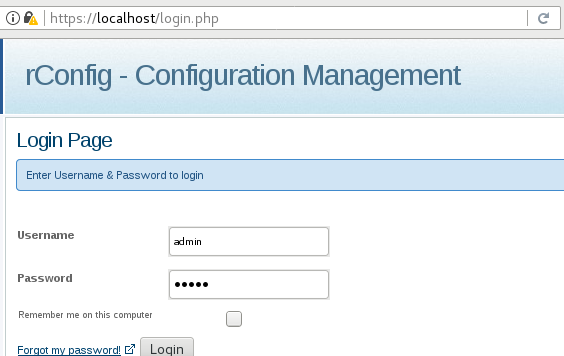 https://localhost/login.php
rConfig - Configuration Management
Login Page
Enter Username & Password to login
Username
admin
Password
•••••
Remember me on this computer
Forgot my password! Login